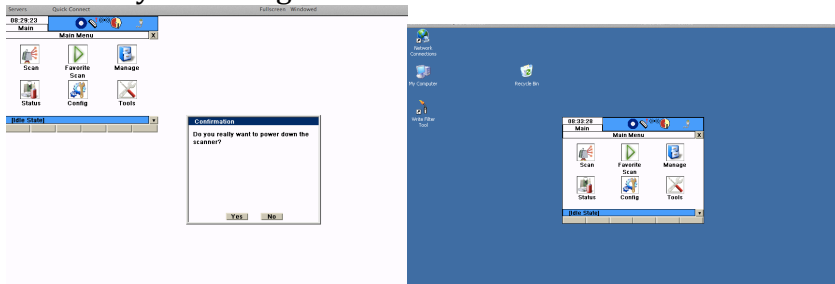 Servers Quick Connect Fullscreen Windowed
08:29:23
Main
Main Menu X
Scan Favorite Scan Manage
Status Config Tools
[Idle State]
Confirmation
Do you really want to power down the
scanner?
Yes No
Network
Connections
My Computer
Recycle Bin
Write Filter
Tool
08:33:29
Main
Main Menu X
Scan Favorite Scan Manage
Status Config Tools
[Idle State]